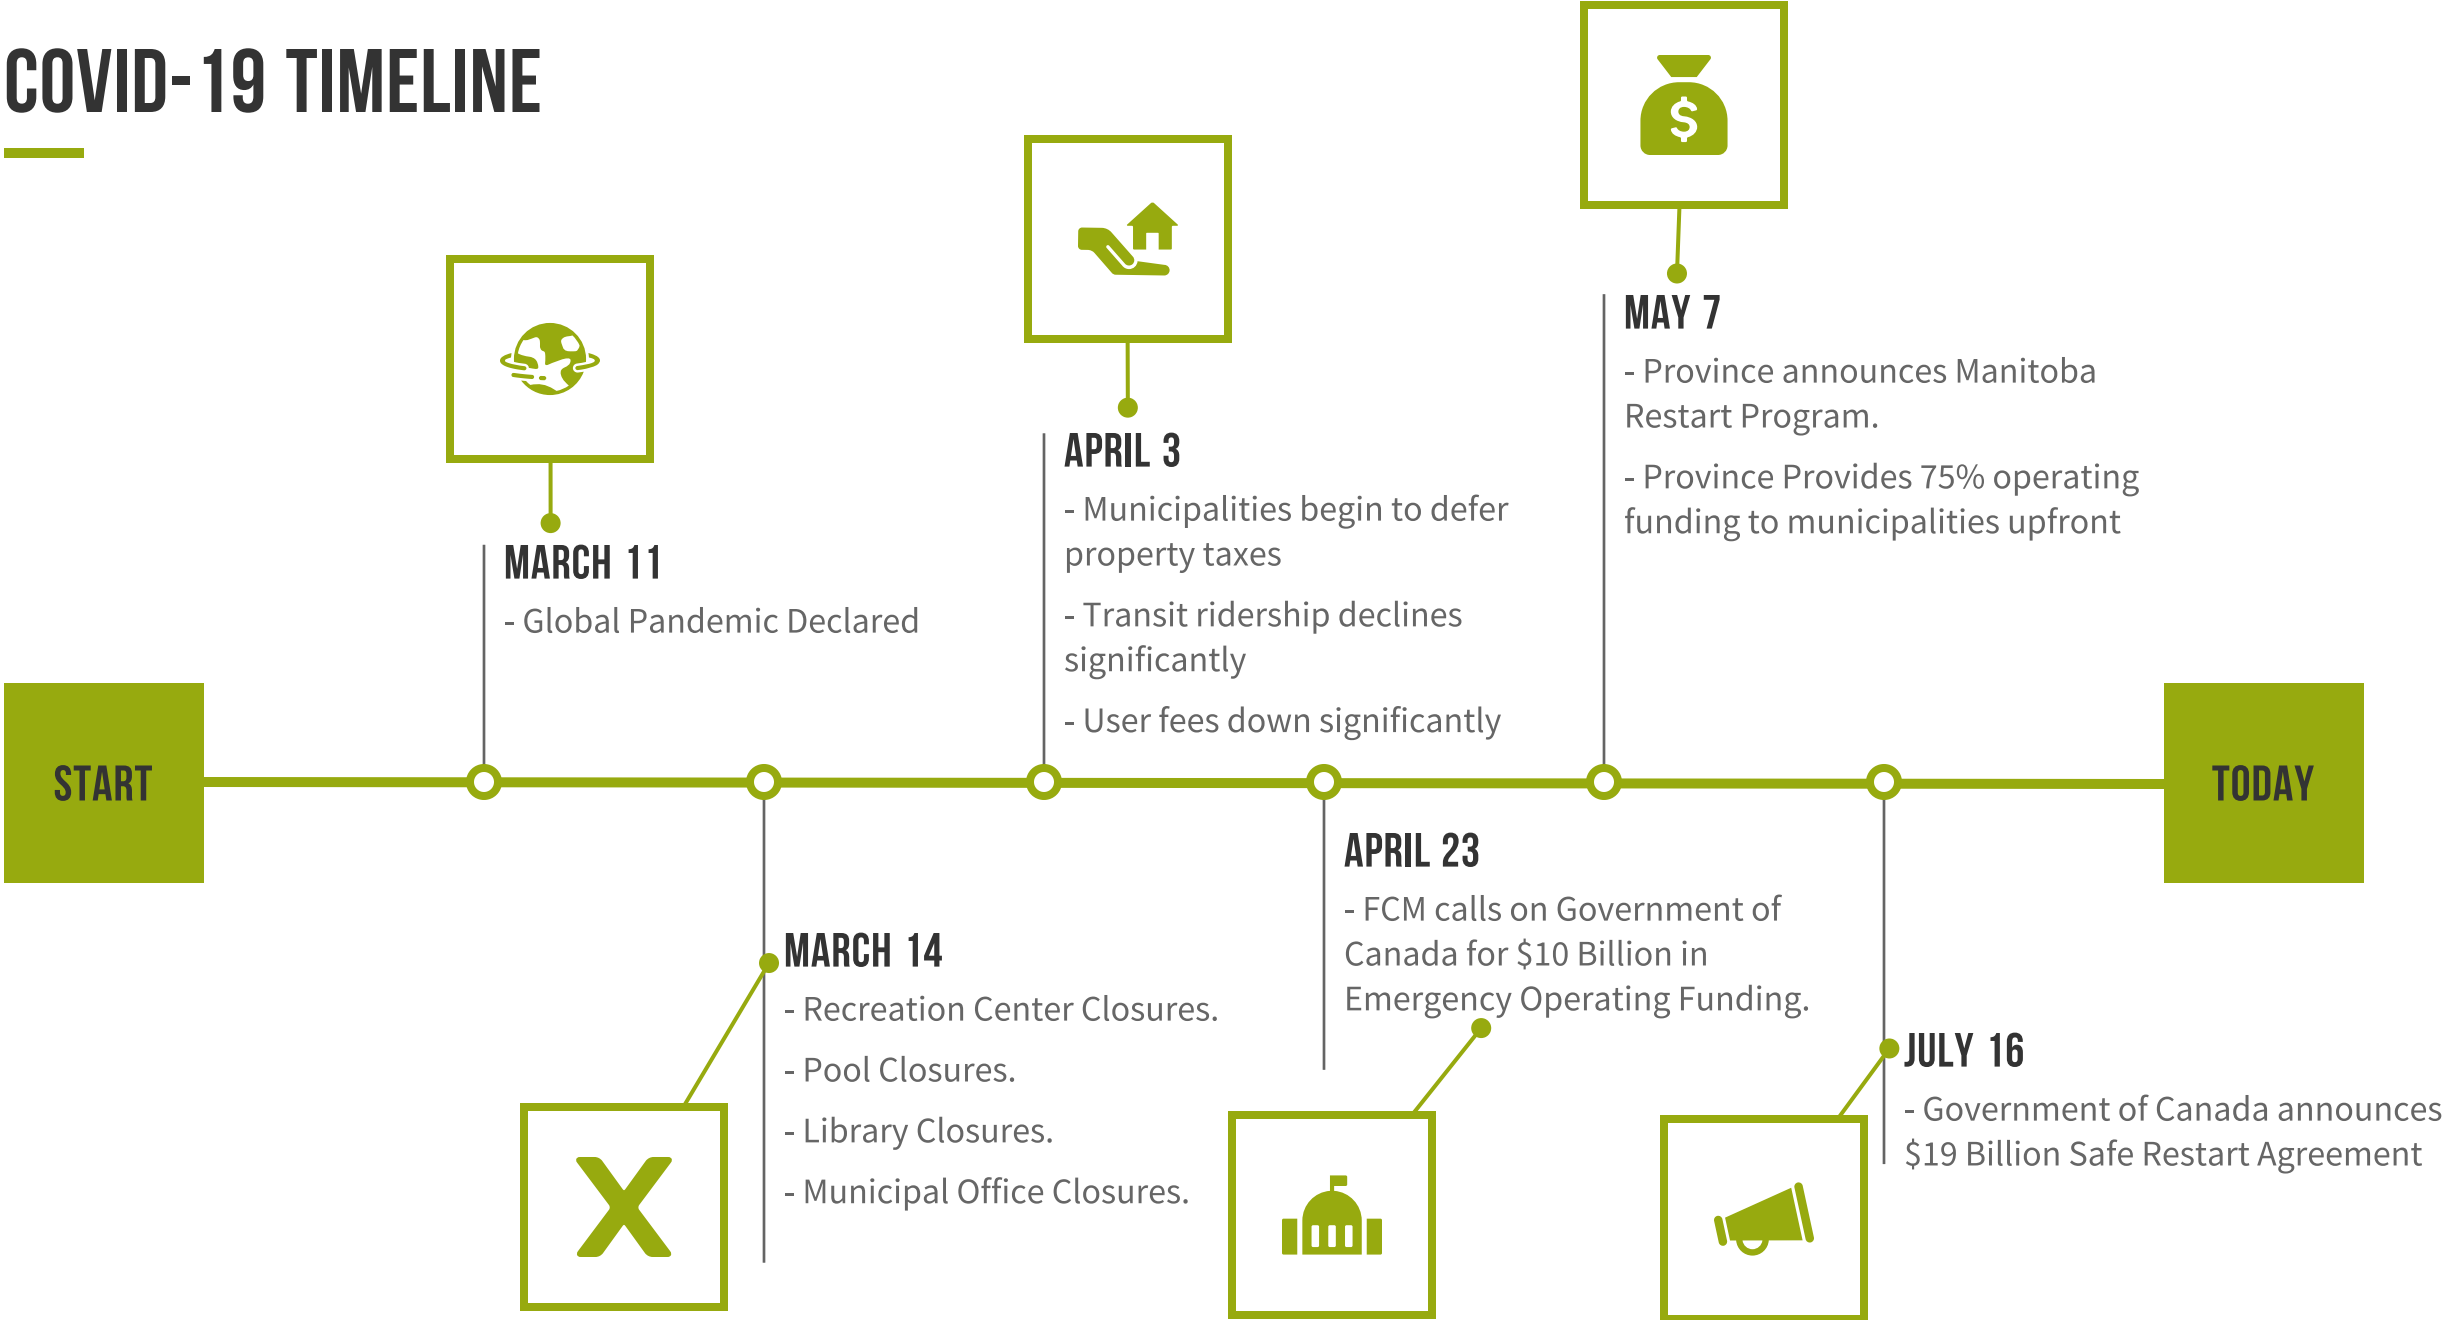 COVID-19 TIMELINE
START
MARCH 11
- Global Pandemic Declared
MARCH 14
- Recreation Center Closures.
- Pool Closures.
- Library Closures.
- Municipal Office Closures.
APRIL 3
- Municipalities begin to defer
property taxes
- Transit ridership declines
significantly
- User fees down significantly
APRIL 23
- FCM calls on Government of
Canada for $10 Billion in
Emergency Operating Funding.
MAY 7
- Province announces Manitoba
Restart Program.
- Province Provides 75% operating
funding to municipalities upfront
JULY 16
- Government of Canada announces
$19 Billion Safe Restart Agreement
TODAY